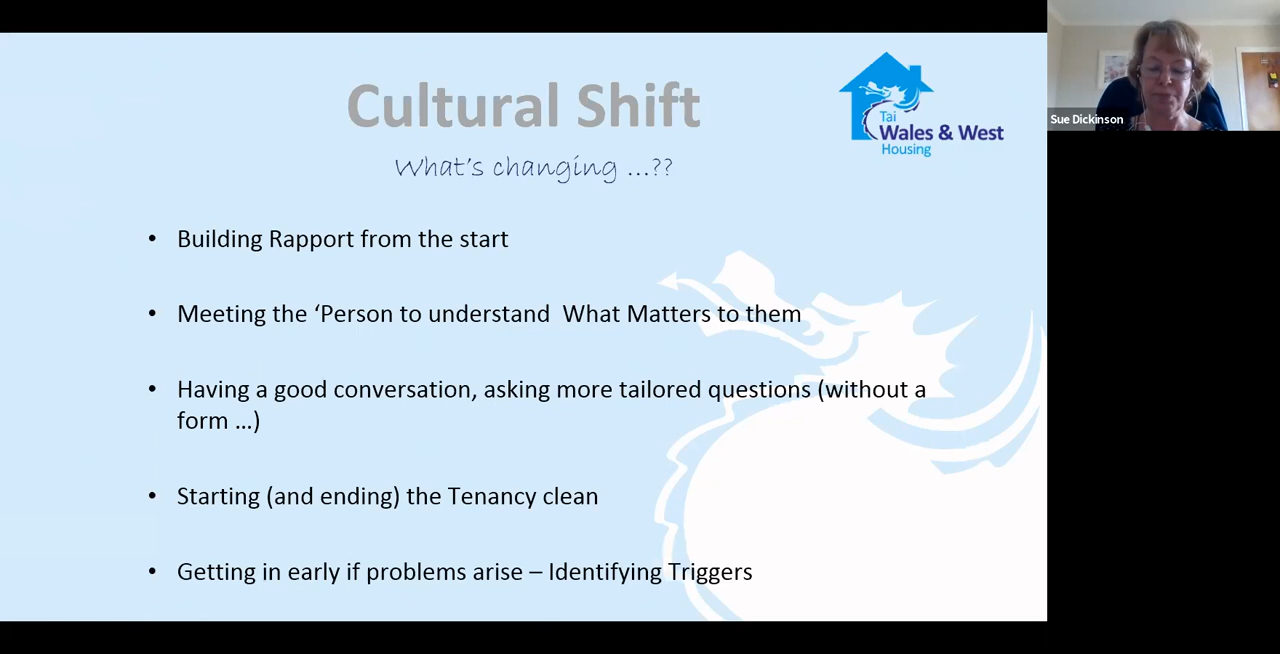 Cultural Shift
What's changing ...??
Tai
Wales & West
Housing
Sue Dickinson
• Building Rapport from the start
• Meeting the ‘Person to understand  What Matters to them
• Having a good conversation, asking more tailored questions (without a
form …)
• Starting (and ending) the Tenancy clean
• Getting in early if problems arise – Identifying Triggers